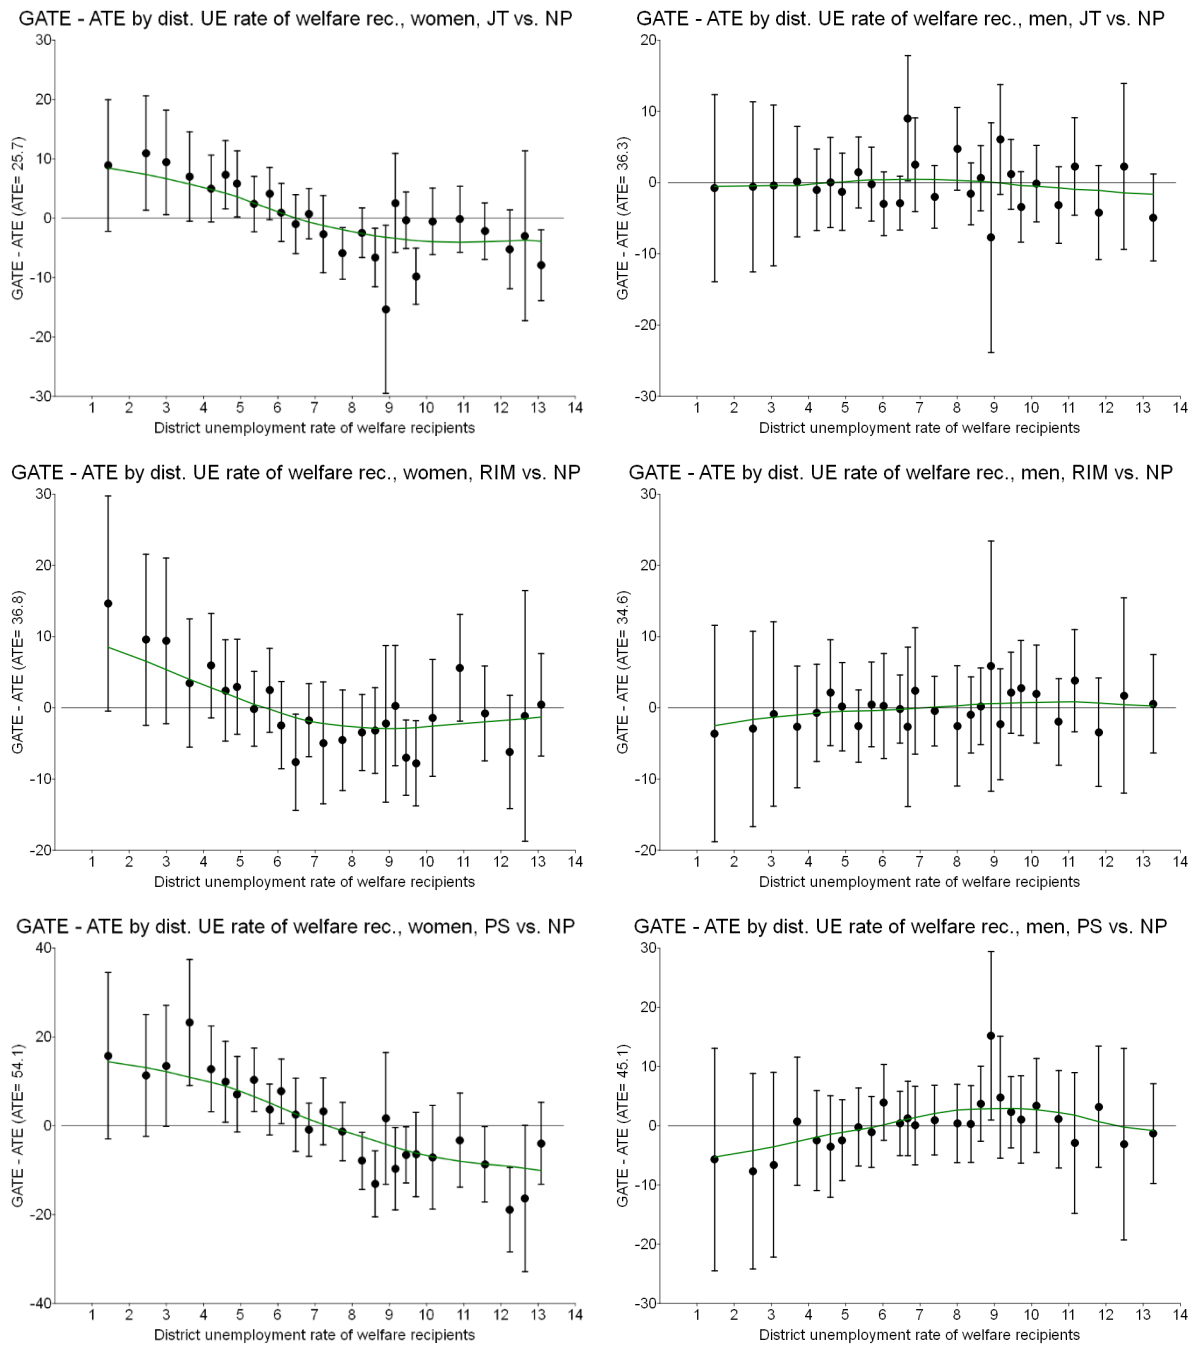 GATE - ATE by dist. UE rate of welfare rec., women, JT vs. NP
GATE - ATE (ATE= 25.7)
30
20
10
0
-10
-20
-30
1 2 3 4 5 6 7 8 9 10 11 12 13 14
District unemployment rate of welfare recipients
GATE - ATE by dist. UE rate of welfare rec., men, JT vs. NP
GATE - ATE (ATE= 36.3)
20
10
0
-10
-20
-30
1 2 3 4 5 6 7 8 9 10 11 12 13 14
District unemployment rate of welfare recipients
GATE - ATE by dist. UE rate of welfare rec., women, RIM vs. NP
GATE - ATE (ATE= 36.8)
30
20
10
0
-10
-20
1 2 3 4 5 6 7 8 9 10 11 12 13 14
District unemployment rate of welfare recipients
GATE - ATE by dist. UE rate of welfare rec., men, RIM vs. NP
GATE - ATE (ATE= 34.6)
30
20
10
0
-10
-20
1 2 3 4 5 6 7 8 9 10 11 12 13 14
District unemployment rate of welfare recipients
GATE - ATE by dist. UE rate of welfare rec., women, PS vs. NP
GATE - ATE (ATE= 54.1)
40
20
0
-20
-40
1 2 3 4 5 6 7 8 9 10 11 12 13 14
District unemployment rate of welfare recipients
GATE - ATE by dist. UE rate of welfare rec., men, PS vs. NP
GATE - ATE (ATE= 45.1)
30
20
10
0
-10
-20
-30
1 2 3 4 5 6 7 8 9 10 11 12 13 14
District unemployment rate of welfare recipients